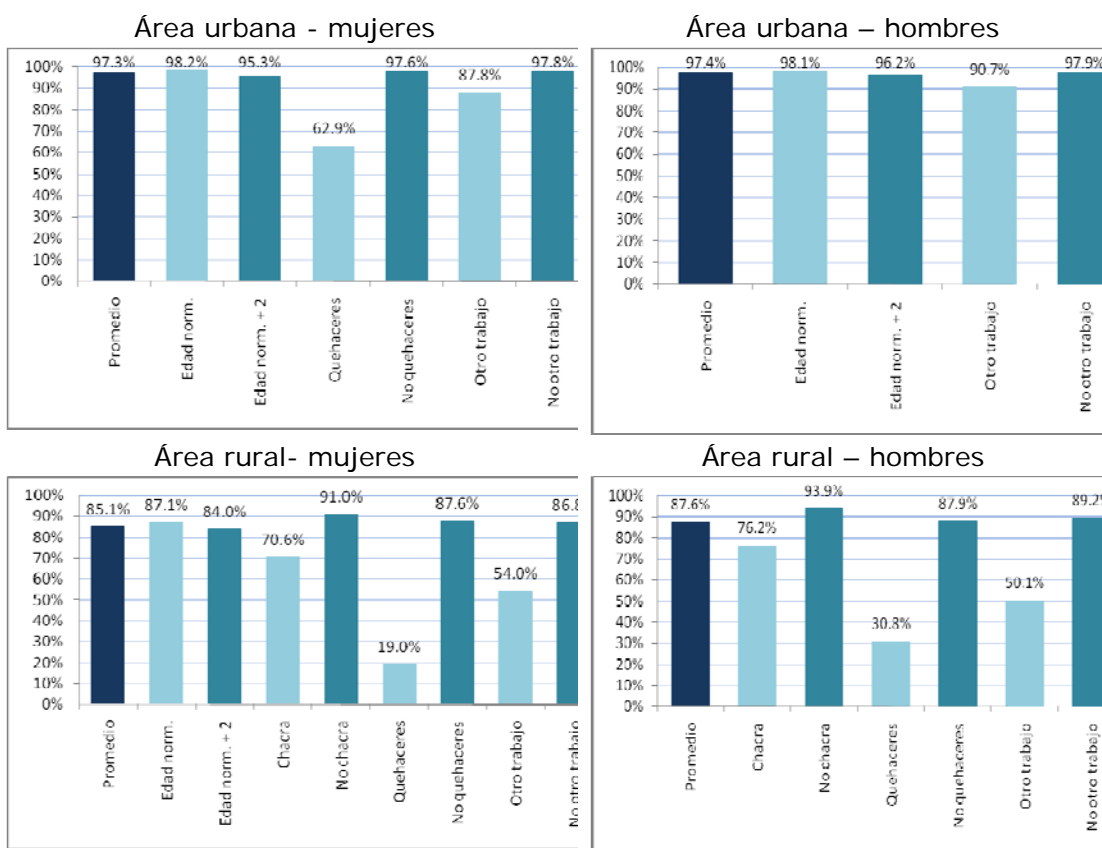 Área urbana - mujeres
97.3% 98.2% 95.3% 62.9% 97.6% 87.8% 97.8%
100%
90%
80%
70%
60%
50%
40%
30%
20%
10%
0%
Promedio
Edad norm.
Edad norm. + 2
Quehaceres
No quehaceres
Otro trabajo
No otro trabajo
Área urbana – hombres
97.4% 98.1% 96.2% 90.7% 97.9%
100%
90%
80%
70%
60%
50%
40%
30%
20%
10%
0%
Promedio
Edad norm.
Edad norm. + 2
Otro trabajo
No otro trabajo
Área rural- mujeres
85.1% 87.1% 84.0% 70.6% 91.0% 19.0% 87.6% 54.0% 86.8
100%
90%
80%
70%
60%
50%
40%
30%
20%
10%
0%
Promedio
Edad norm.
Edad norm. + 2
Chacra
No chacra
Quehaceres
No quehaceres
Otro trabajo
No otro trabajo
Área rural – hombres
87.6% 76.2% 93.9% 30.8% 87.9% 50.1% 89.2%
100%
90%
80%
70%
60%
50%
40%
30%
20%
10%
0%
Promedio
Chacra
No chacra
Quehaceres
No quehaceres
Otro trabajo
No otro trabajo